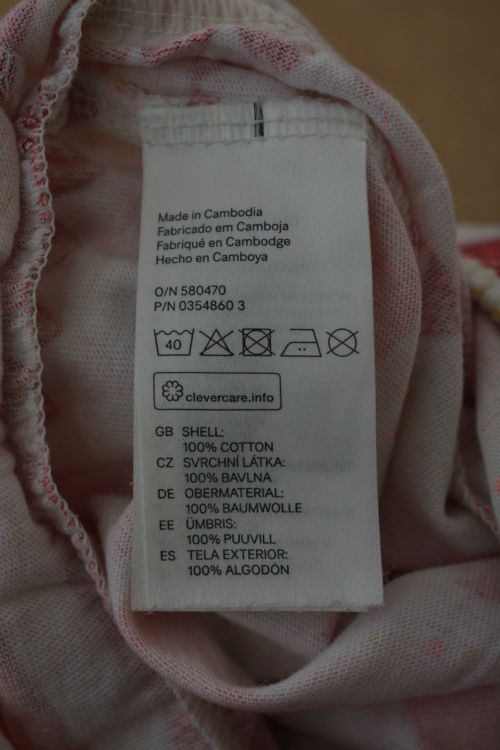 Made in Cambodia
Fabricado em Camboja
Fabriqué en Cambodge
Hecho en Camboya
O/N 580470
P/N 0354860 3
40
clevercare.info
GB SHELL:
100% COTTON
CZ SVRCHNÍ LÁTKA:
100% BAVLNA
DE OBERMATERIAL:
100% BAUMWOLLE
EE ÜMBRIS:
100% PUUVILL
ES TELA EXTERIOR:
100% ALGODÓN